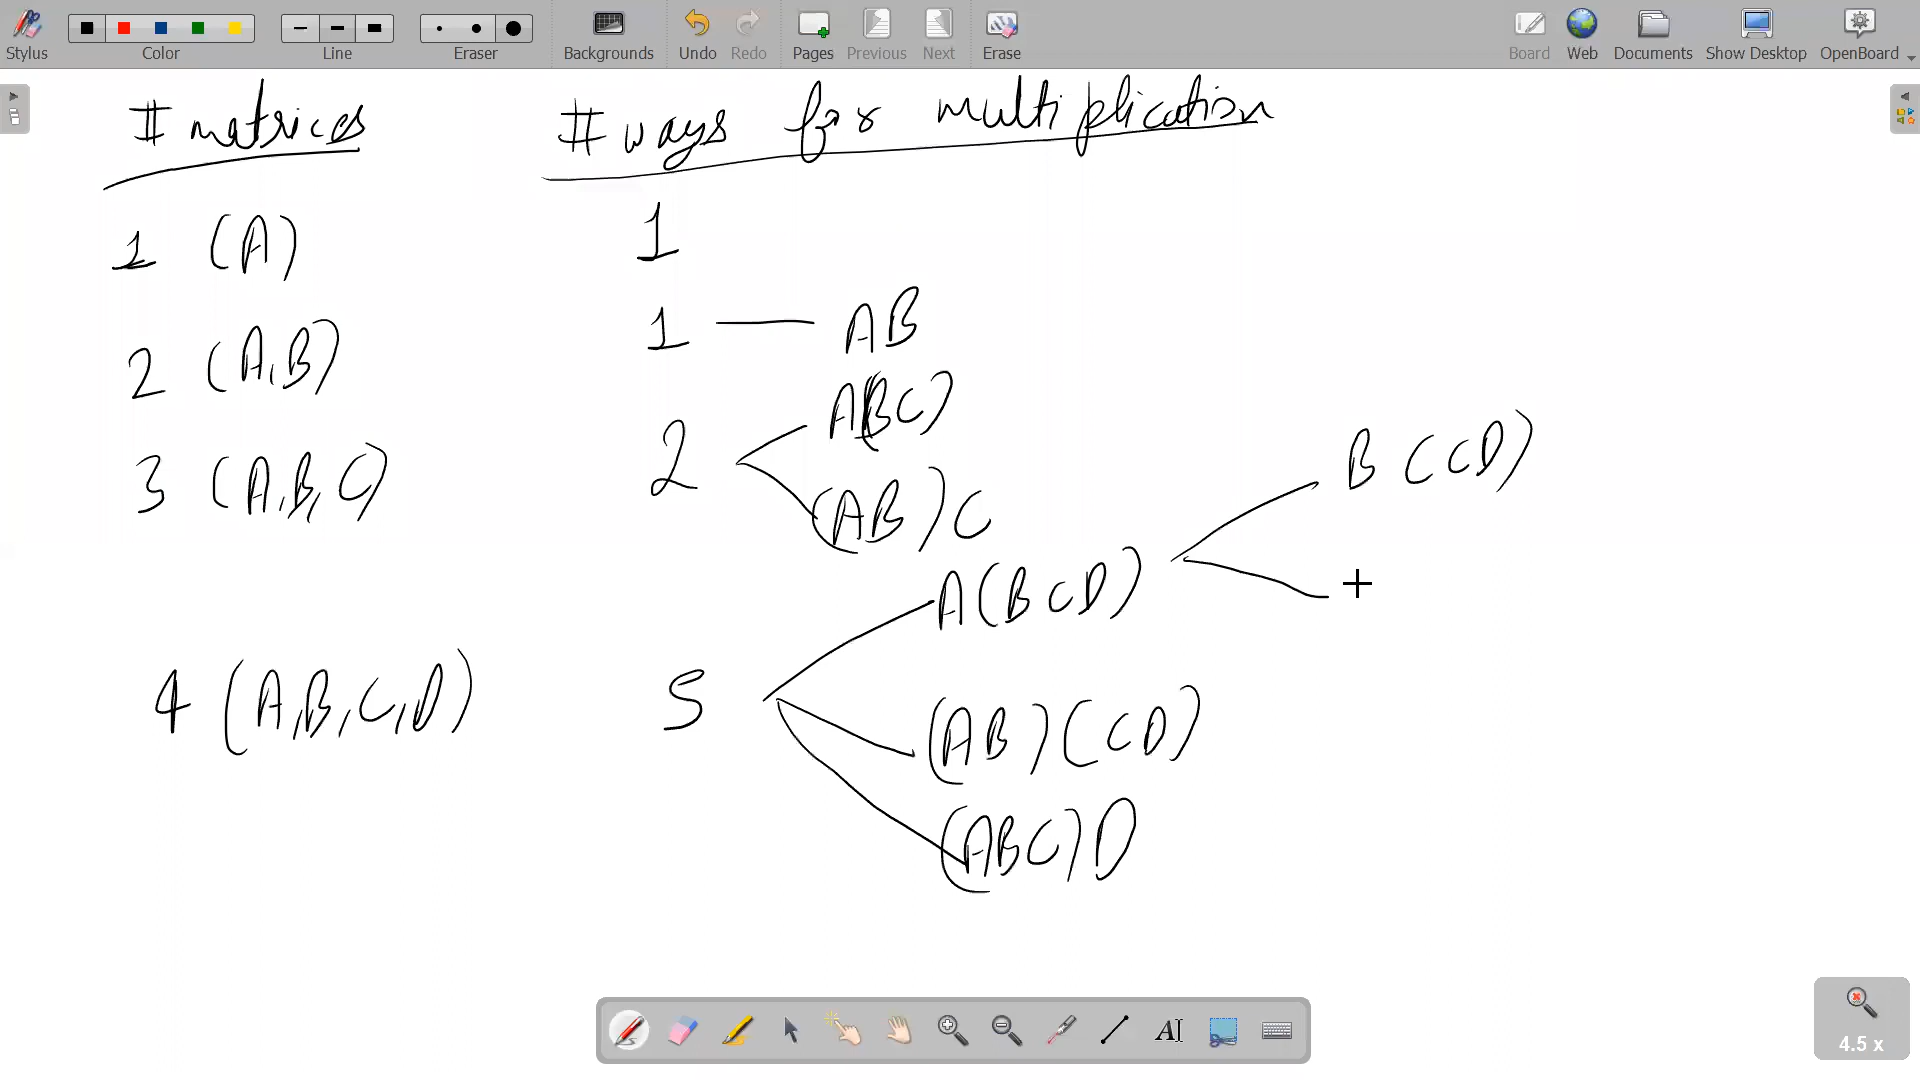 Stylus Color Line Eraser Backgrounds Undo Redo Pages Previous Next Erase Board Web Documents Show Desktop OpenBoard
# matrices # ways for multiplication
1 (A) 1
2 (A,B) 1 — AB
A(BC)
3 (A,B,C) 2
(AB)C
B(CD)
A(BCD)
4 (A,B,C,D) 5
(AB)(CD)
(ABC)D
AI
4.5 x